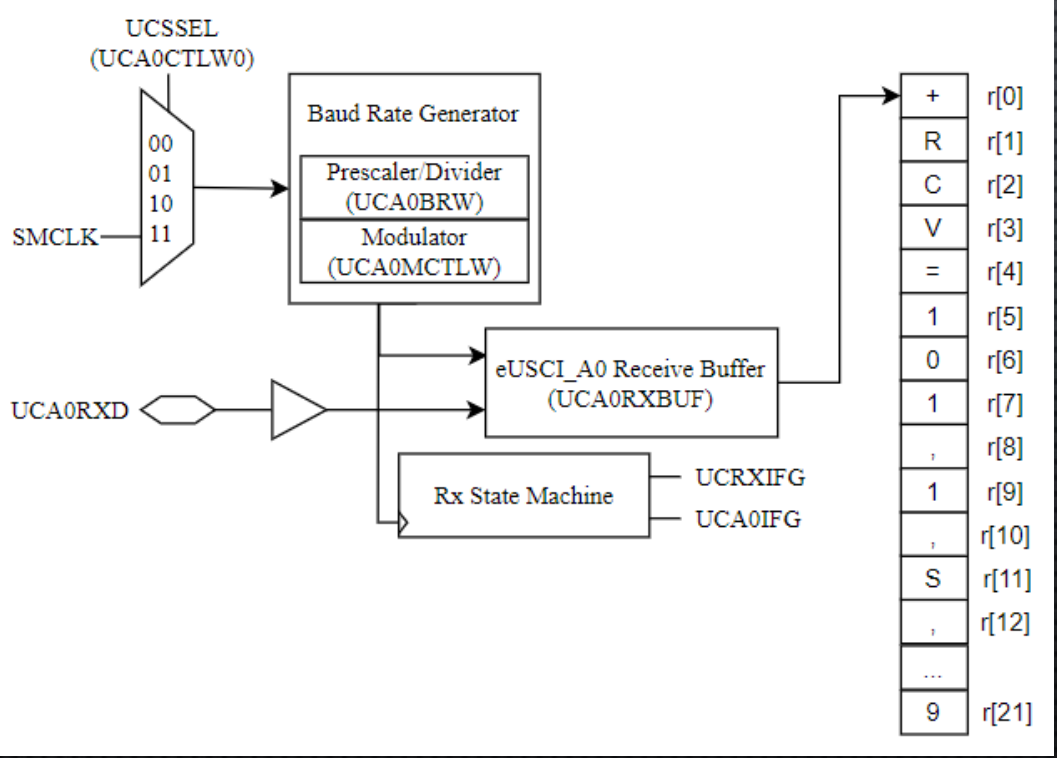 UCSSEL
(UCA0CTLW0)
00
01
10
11
SMCLK
Baud Rate Generator
Prescaler/Divider
(UCA0BRW)
Modulator
(UCA0MCTLW)
eUSCI_A0 Receive Buffer
(UCA0RXBUF)
UCA0RXD
Rx State Machine
UCRXIFG
UCA0IFG
+ r[0]
R r[1]
C r[2]
V r[3]
= r[4]
1 r[5]
0 r[6]
1 r[7]
, r[8]
1 r[9]
, r[10]
S r[11]
, r[12]
...
9 r[21]